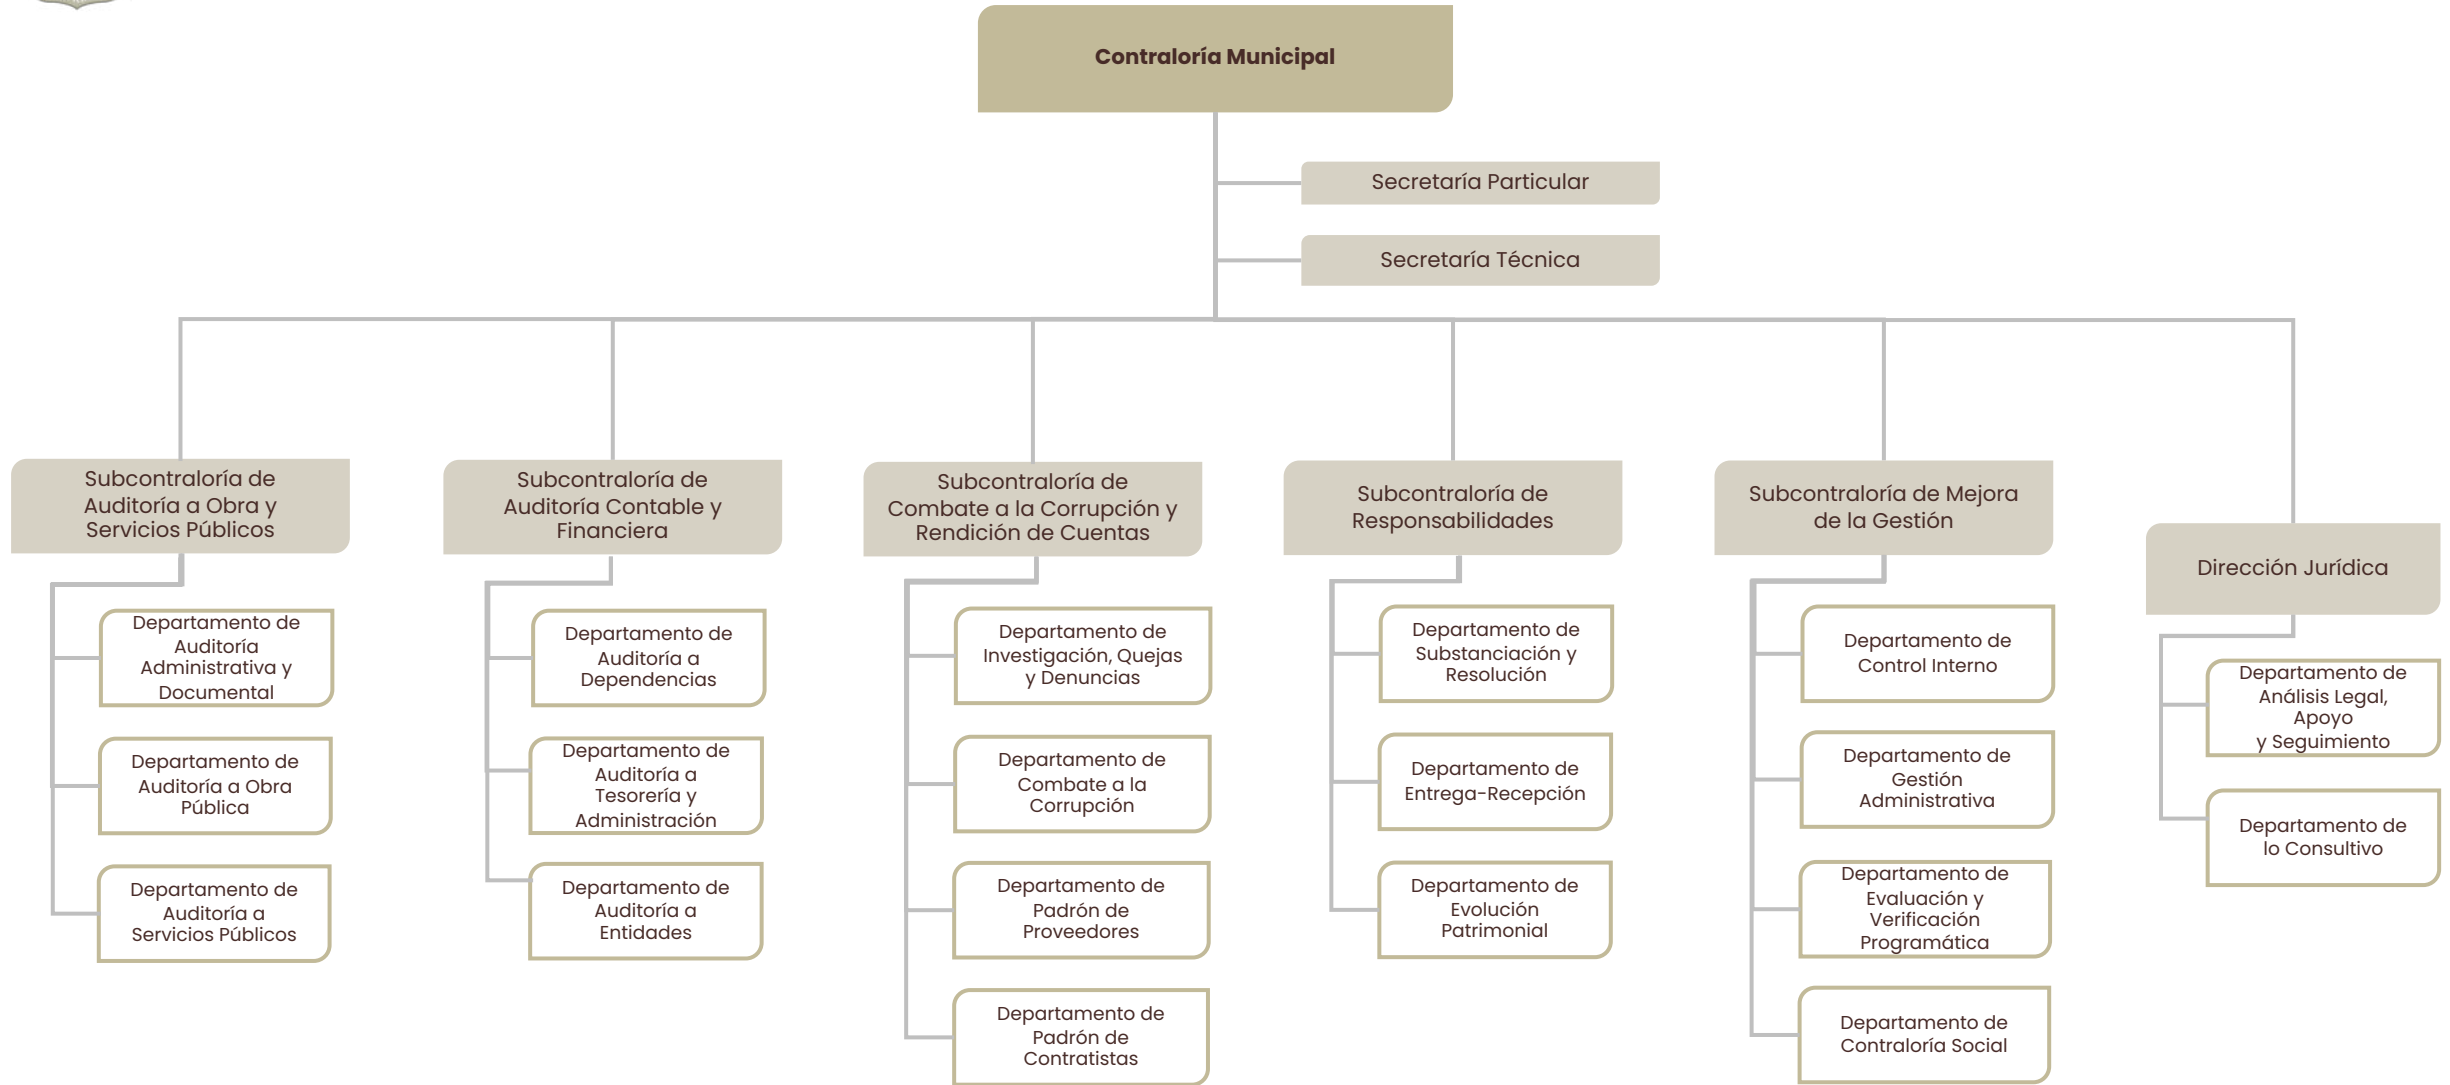 Contraloría Municipal
Secretaría Particular
Secretaría Técnica
Subcontraloría de
Auditoría a Obra y
Servicios Públicos
Departamento de
Auditoría
Administrativa y
Documental
Departamento de
Auditoría a Obra
Pública
Departamento de
Auditoría a
Servicios Públicos
Subcontraloría de
Auditoría Contable y
Financiera
Departamento de
Auditoría a
Dependencias
Departamento de
Auditoría a
Tesorería y
Administración
Departamento de
Auditoría a
Entidades
Subcontraloría de
Combate a la Corrupción y
Rendición de Cuentas
Departamento de
Investigación, Quejas
y Denuncias
Departamento de
Combate a la
Corrupción
Departamento de
Padrón de
Proveedores
Departamento de
Padrón de
Contratistas
Subcontraloría de
Responsabilidades
Departamento de
Substanciación y
Resolución
Departamento de
Entrega-Recepción
Departamento de
Evolución
Patrimonial
Subcontraloría de Mejora
de la Gestión
Departamento de
Control Interno
Departamento de
Gestión
Administrativa
Departamento de
Evaluación y
Verificación
Programática
Departamento de
Contraloría Social
Dirección Jurídica
Departamento de
Análisis Legal,
Apoyo
y Seguimiento
Departamento de
lo Consultivo